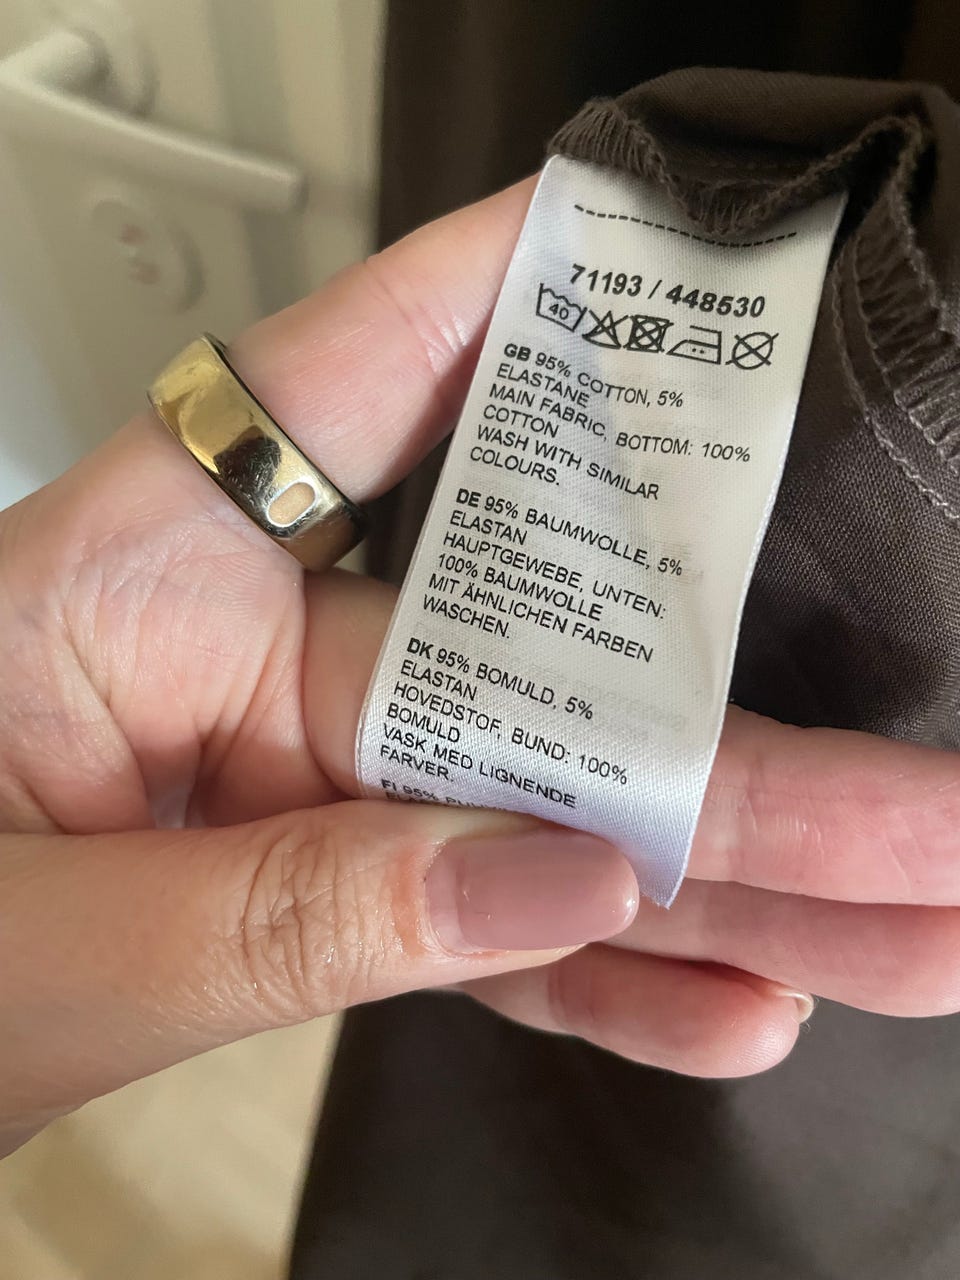 71193 / 448530
40
GB 95% COTTON, 5%
ELASTANE
MAIN FABRIC, BOTTOM: 100%
COTTON
WASH WITH SIMILAR
COLOURS.
DE 95% BAUMWOLLE, 5%
ELASTAN
HAUPTGEWEBE, UNTEN:
100% BAUMWOLLE
MIT ÄHNLICHEN FARBEN
WASCHEN.
DK 95% BOMULD, 5%
ELASTAN
HOVEDSTOF, BUND: 100%
BOMULD
VASK MED LIGNENDE
FARVER.
FI 95%